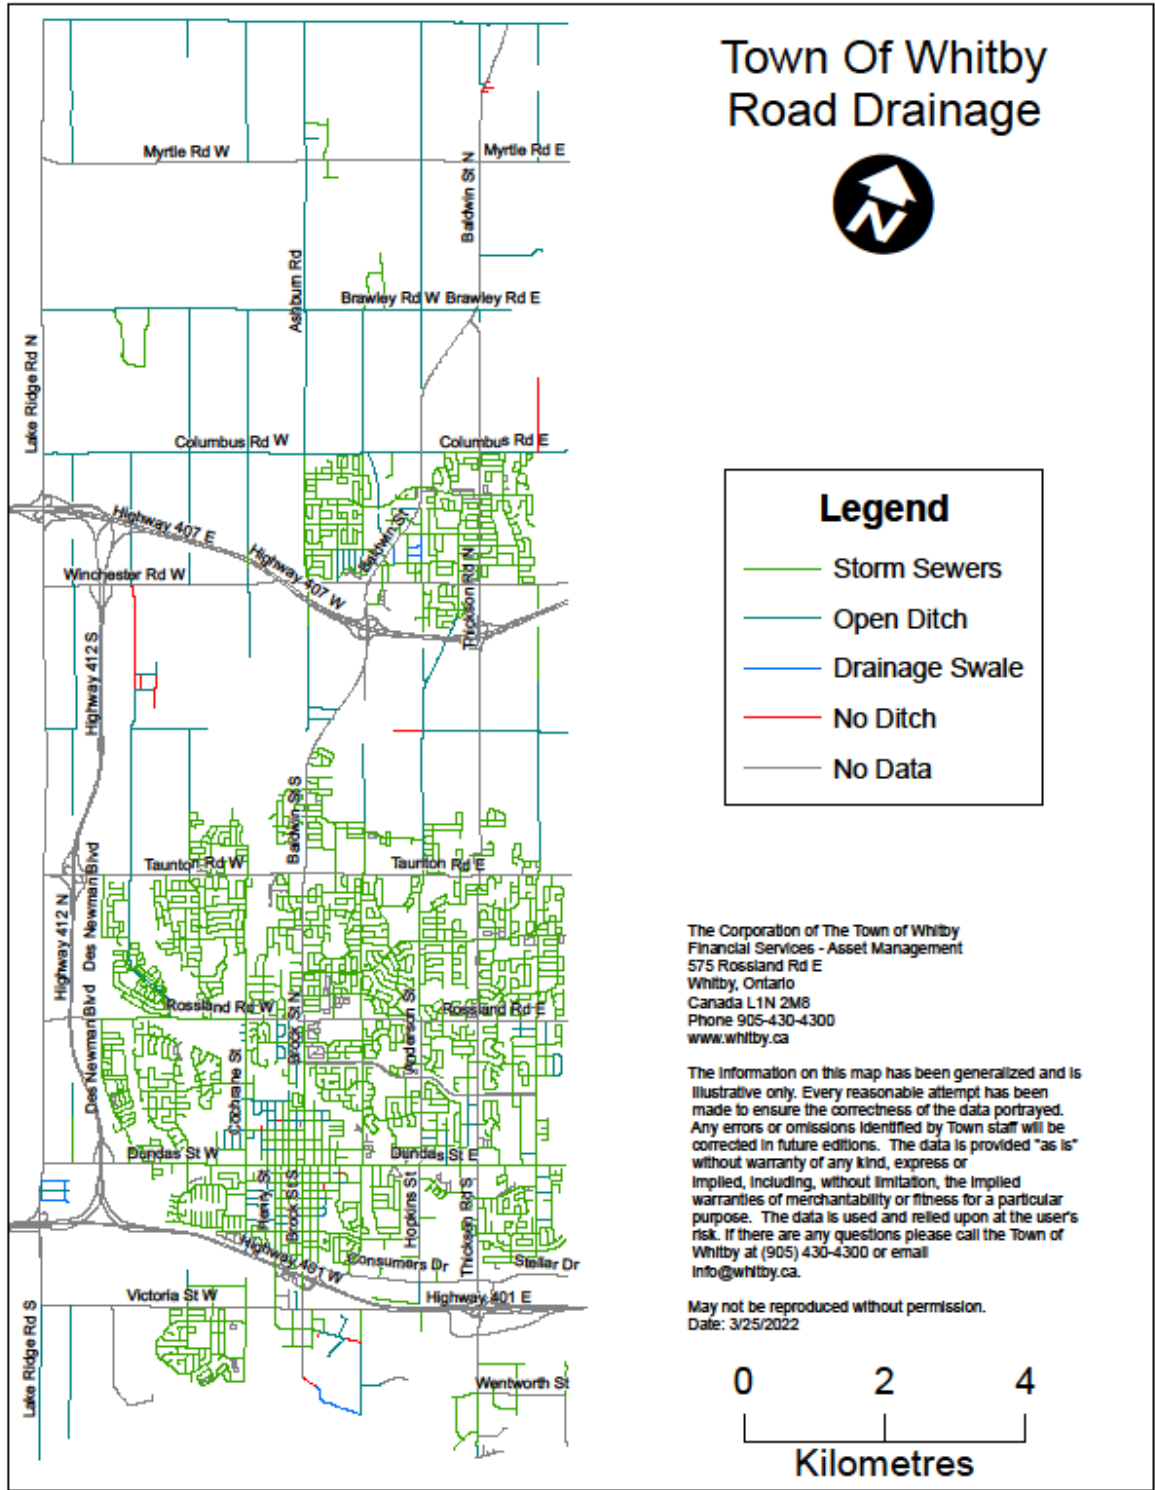 Town Of Whitby
Road Drainage
N
Myrtle Rd W
Myrtle Rd E
Baldwin St N
Ashburn Rd
Brawley Rd W
Brawley Rd E
Lake Ridge Rd N
Columbus Rd W
Columbus Rd E
Highway 407 E
Baldwin St
Highway 407 W
Winchester Rd W
Thickson Rd N
Highway 412 S
Baldwin St S
Taunton Rd W
Taunton Rd E
Des Newman Blvd
Highway 412 N
Rossland Rd W
Rossland Rd E
Brock St N
Anderson St
Des Newman Blvd
Cochrane St
Dundas St W
Dundas St E
Henry St
Brock St S
Hopkins St
Thickson Rd S
Highway 401 W
Consumers Dr
Stellar Dr
Victoria St W
Highway 401 E
Lake Ridge Rd S
Wentworth St
Legend
Storm Sewers
Open Ditch
Drainage Swale
No Ditch
No Data
The Corporation of The Town of Whitby
Financial Services - Asset Management
575 Rossland Rd E
Whitby, Ontario
Canada L1N 2M8
Phone 905-430-4300
www.whitby.ca
The information on this map has been generalized and is
illustrative only. Every reasonable attempt has been
made to ensure the correctness of the data portrayed.
Any errors or omissions identified by Town staff will be
corrected in future editions. The data is provided "as is"
without warranty of any kind, express or
implied, including, without limitation, the implied
warranties of merchantability or fitness for a particular
purpose. The data is used and relied upon at the user's
risk. If there are any questions please call the Town of
Whitby at (905) 430-4300 or email
info@whitby.ca.
May not be reproduced without permission.
Date: 3/25/2022
0 2 4
Kilometres